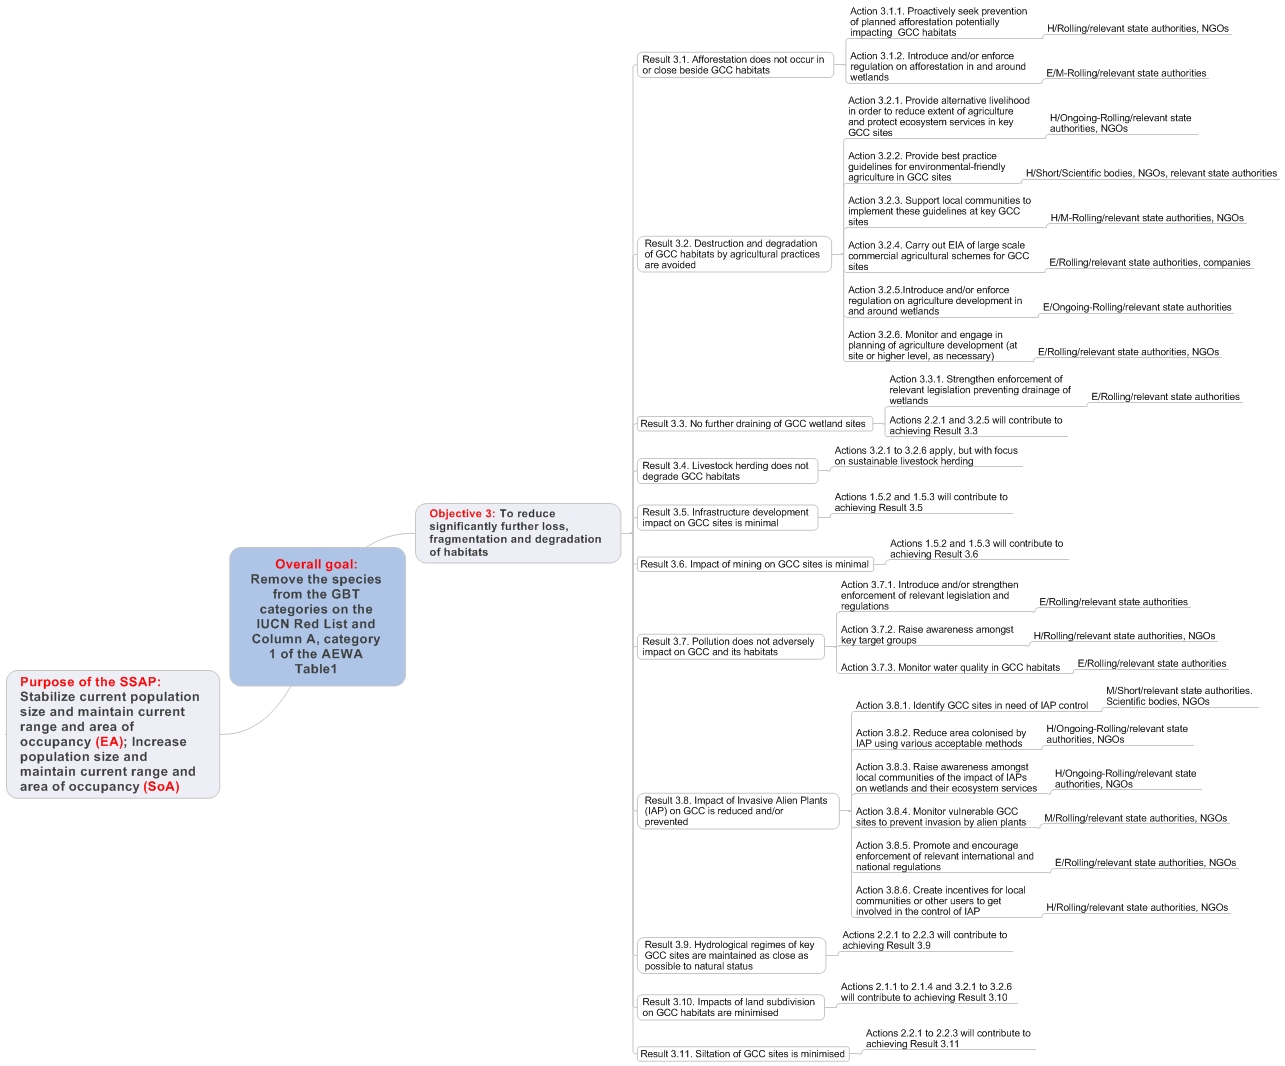 Purpose of the SSAP:
Stabilize current population
size and maintain current
range and area of
occupancy (EA); Increase
population size and
maintain current range and
area of occupancy (SoA)
Overall goal:
Remove the species
from the GBT
categories on the
IUCN Red List and
Column A, category
1 of the AEWA
Table1
Objective 3: To reduce
significantly further loss,
fragmentation and degradation
of habitats
Result 3.1. Afforestation does not occur in
or close beside GCC habitats
Action 3.1.1. Proactively seek prevention
of planned afforestation potentially
impacting GCC habitats
H/Rolling/relevant state authorities, NGOs
Action 3.1.2. Introduce and/or enforce
regulation on afforestation in and around
wetlands
E/M-Rolling/relevant state authorities
Result 3.2. Destruction and degradation
of GCC habitats by agricultural practices
are avoided
Action 3.2.1. Provide alternative livelihood
in order to reduce extent of agriculture
and protect ecosystem services in key
GCC sites
H/Ongoing-Rolling/relevant state
authorities, NGOs
Action 3.2.2. Provide best practice
guidelines for environmental-friendly
agriculture in GCC sites
H/Short/Scientific bodies, NGOs, relevant state authorities
Action 3.2.3. Support local communities to
implement these guidelines at key GCC
sites
H/M-Rolling/relevant state authorities, NGOs
Action 3.2.4. Carry out EIA of large scale
commercial agricultural schemes for GCC
sites
E/Rolling/relevant state authorities, companies
Action 3.2.5.Introduce and/or enforce
regulation on agriculture development in
and around wetlands
E/Ongoing-Rolling/relevant state authorities
Action 3.2.6. Monitor and engage in
planning of agriculture development (at
site or higher level, as necessary)
E/Rolling/relevant state authorities, NGOs
Result 3.3. No further draining of GCC wetland sites
Action 3.3.1. Strengthen enforcement of
relevant legislation preventing drainage of
wetlands
E/Rolling/relevant state authorities
Actions 2.2.1 and 3.2.5 will contribute to
achieving Result 3.3
Result 3.4. Livestock herding does not
degrade GCC habitats
Actions 3.2.1 to 3.2.6 apply, but with focus
on sustainable livestock herding
Result 3.5. Infrastructure development
impact on GCC sites is minimal
Actions 1.5.2 and 1.5.3 will contribute to
achieving Result 3.5
Result 3.6. Impact of mining on GCC sites is minimal
Actions 1.5.2 and 1.5.3 will contribute to
achieving Result 3.6
Result 3.7. Pollution does not adversely
impact on GCC and its habitats
Action 3.7.1. Introduce and/or strengthen
enforcement of relevant legislation and
regulations
E/Rolling/relevant state authorities
Action 3.7.2. Raise awareness amongst
key target groups
H/Rolling/relevant state authorities, NGOs
Action 3.7.3. Monitor water quality in GCC habitats
E/Rolling/relevant state authorities
Result 3.8. Impact of Invasive Alien Plants
(IAP) on GCC is reduced and/or
prevented
Action 3.8.1. Identify GCC sites in need of IAP control
M/Short/relevant state authorities.
Scientific bodies, NGOs
Action 3.8.2. Reduce area colonised by
IAP using various acceptable methods
H/Ongoing-Rolling/relevant state
authorities, NGOs
Action 3.8.3. Raise awareness amongst
local communities of the impact of IAPs
on wetlands and their ecosystem services
H/Ongoing-Rolling/relevant state
authorities, NGOs
Action 3.8.4. Monitor vulnerable GCC
sites to prevent invasion by alien plants
M/Rolling/relevant state authorities, NGOs
Action 3.8.5. Promote and encourage
enforcement of relevant international and
national regulations
E/Rolling/relevant state authorities, NGOs
Action 3.8.6. Create incentives for local
communities or other users to get
involved in the control of IAP
H/Rolling/relevant state authorities, NGOs
Result 3.9. Hydrological regimes of key
GCC sites are maintained as close as
possible to natural status
Actions 2.2.1 to 2.2.3 will contribute to
achieving Result 3.9
Result 3.10. Impacts of land subdivision
on GCC habitats are minimised
Actions 2.1.1 to 2.1.4 and 3.2.1 to 3.2.6
will contribute to achieving Result 3.10
Result 3.11. Siltation of GCC sites is minimised
Actions 2.2.1 to 2.2.3 will contribute to
achieving Result 3.11